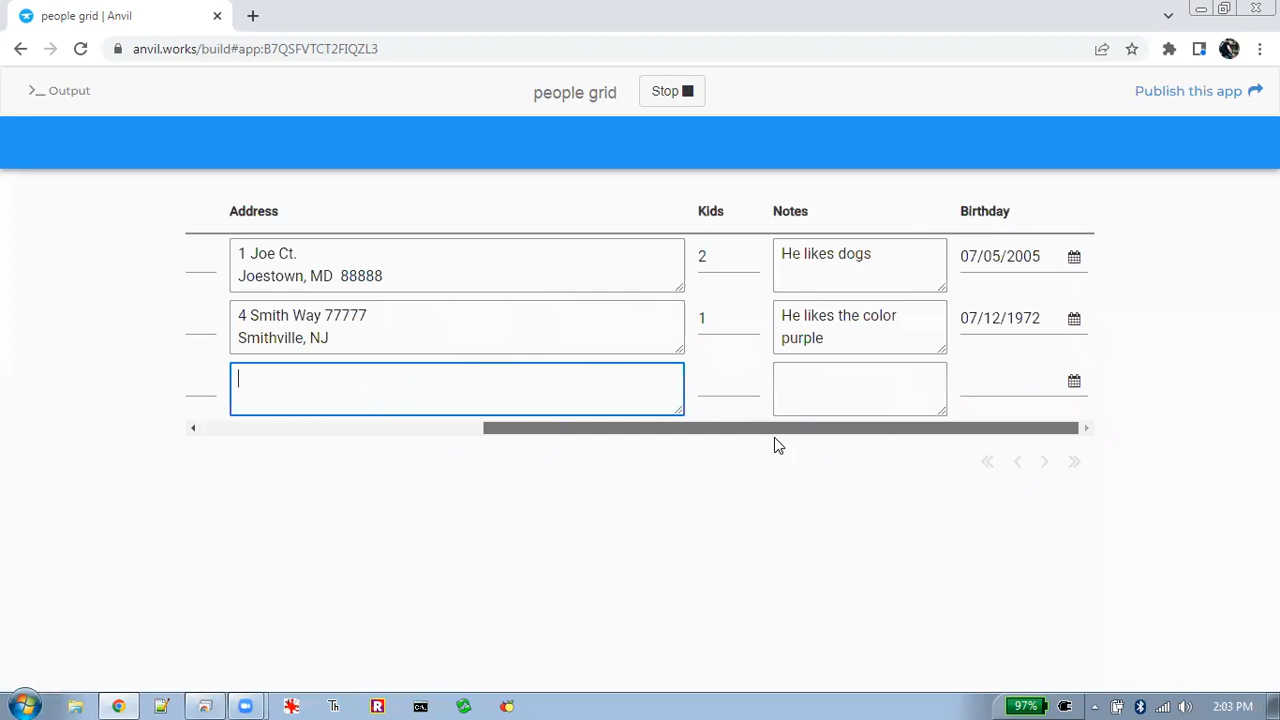 people grid | Anvil
anvil.works/build#app:B7QSFVTCT2FIQZL3
>_ Output
people grid
Stop
Publish this app
Address Kids Notes Birthday
1 Joe Ct.
Joestown, MD 88888
2
He likes dogs
07/05/2005
4 Smith Way 77777
Smithville, NJ
1
He likes the color
purple
07/12/1972
Th
R
C:\
97%
2:03 PM